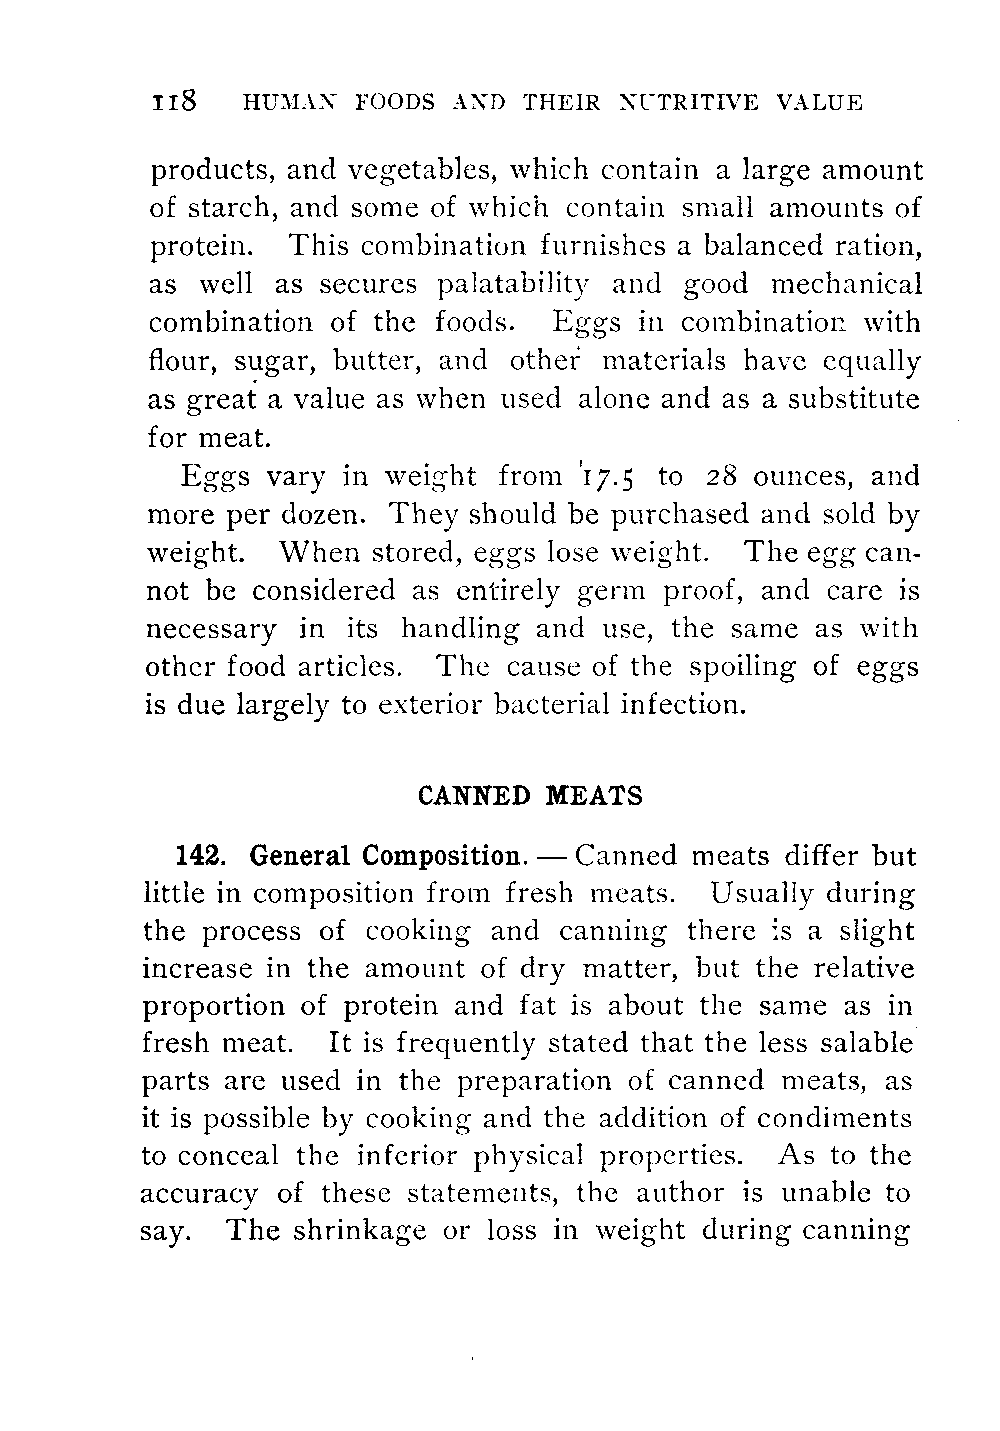 118 HUMAN FOODS AND THEIR NUTRITIVE VALUE
products, and vegetables, which contain a large amount
of starch, and some of which contain small amounts of
protein. This combination furnishes a balanced ration,
as well as secures palatability and good mechanical
combination of the foods. Eggs in combination with
flour, sugar, butter, and other materials have equally
as great a value as when used alone and as a substitute
for meat.
Eggs vary in weight from 17.5 to 28 ounces, and
more per dozen. They should be purchased and sold by
weight. When stored, eggs lose weight. The egg can-
not be considered as entirely germ proof, and care is
necessary in its handling and use, the same as with
other food articles. The cause of the spoiling of eggs
is due largely to exterior bacterial infection.
CANNED MEATS
142. General Composition. — Canned meats differ but
little in composition from fresh meats. Usually during
the process of cooking and canning there is a slight
increase in the amount of dry matter, but the relative
proportion of protein and fat is about the same as in
fresh meat. It is frequently stated that the less salable
parts are used in the preparation of canned meats, as
it is possible by cooking and the addition of condiments
to conceal the inferior physical properties. As to the
accuracy of these statements, the author is unable to
say. The shrinkage or loss in weight during canning